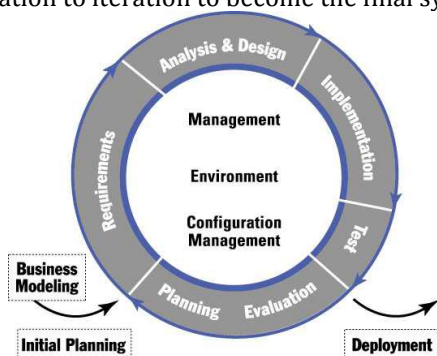 ation to iteration to become the final sy
Analysis & Design
Requirements
Implementation
Management
Environment
Configuration
Management
Test
Planning
Evaluation
Business
Modeling
Initial Planning
Deployment